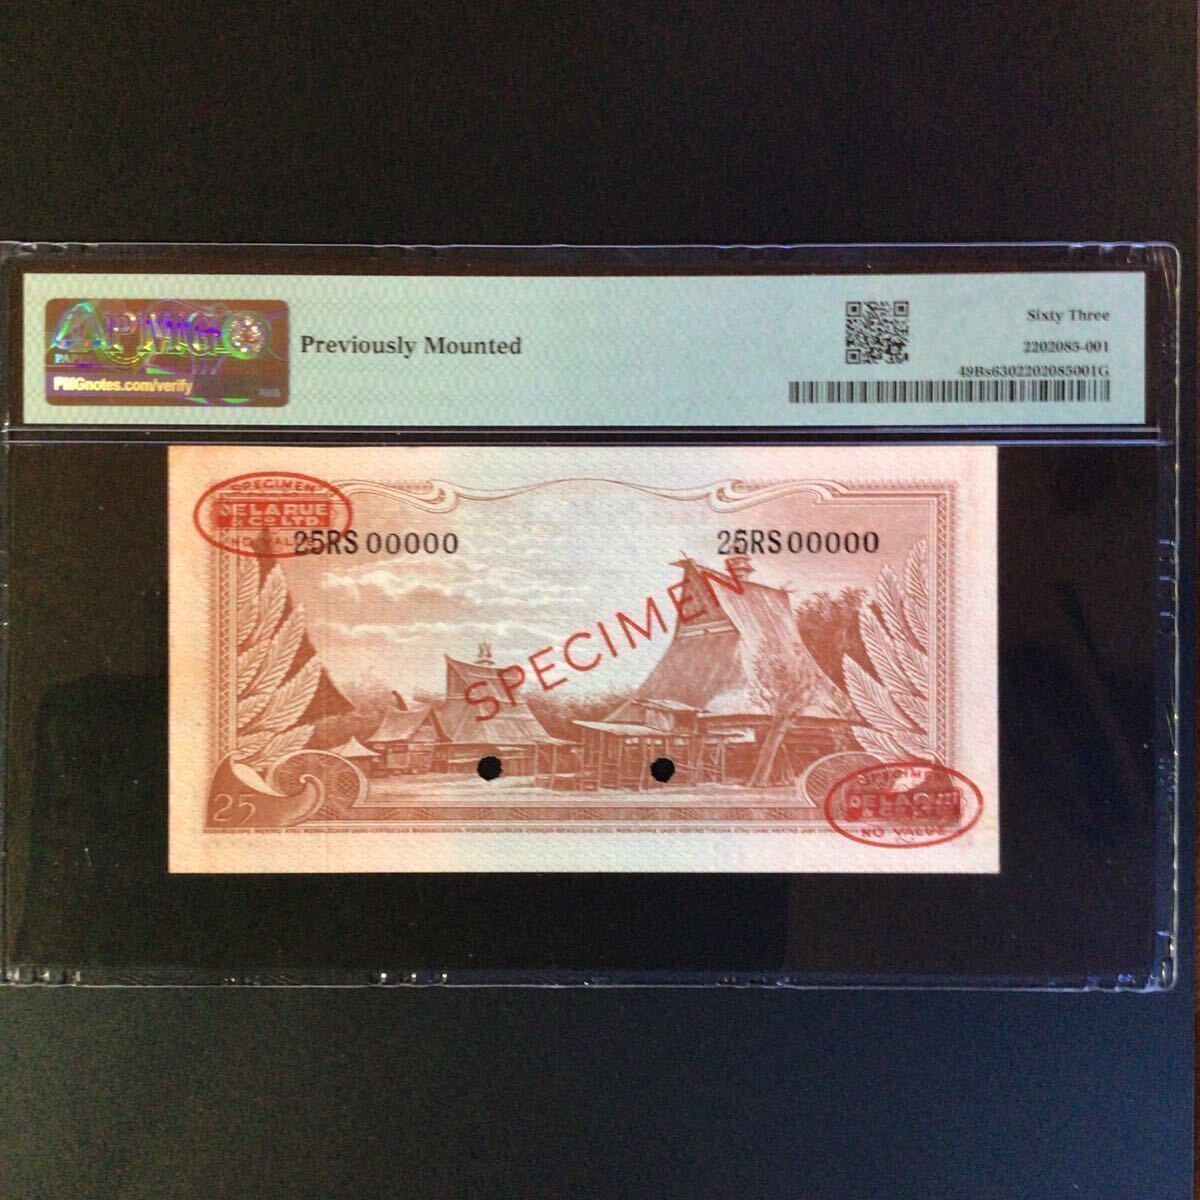 PMG
PMGnotes.com/verify
Previously Mounted
Sixty Three
2202085-001
49Bs6302202085001G
SPECIMEN
DE LA RUE
& CO LTD.
NO VALUE
25RS 00000
25RS 00000
SPECIMEN
25
SPECIMEN
NO VALUE